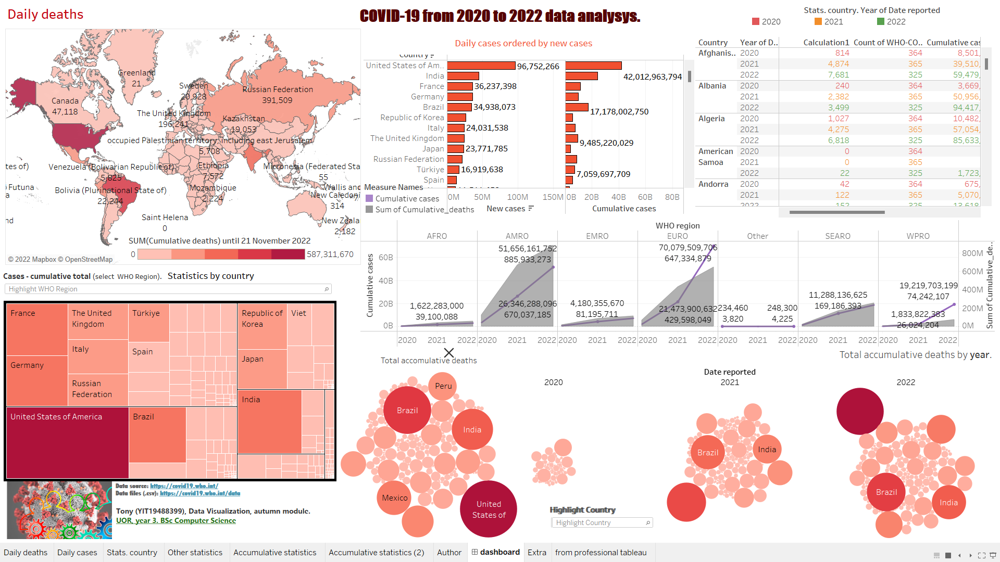 Daily deaths
COVID-19 from 2020 to 2022 data analysys.
Stats. country. Year of Date reported
2020 2021 2022
Greenland
21
Canada
47,118
Sweden
20,928
Russian Federation
391,509
The United Kingdom
196,241
Kazakhstan
19,053
occupied Palestinian territory, including east Jerusalem
5,708
tes of)
Venezuela (Bolivarian Republic of)
5,825
Ethiopia
7,572
Micronesia (Federated Sta
55
Futuna
a
Bolivia (Plurinational State of)
22,244
Mozambique
2,224
Wallis and
7
New Caledoni
314
nd
Saint Helena
0
New Zeala
2,182
SUM(Cumulative deaths) until 21 November 2022
0 587,311,670
© 2022 Mapbox © OpenStreetMap
Daily cases ordered by new cases
Country
United States of Am.. 96,752,266
India 42,012,963,794
France 36,237,398
Germany
Brazil 34,938,073 17,178,002,750
Republic of Korea
Italy 24,031,538
The United Kingdom 9,485,220,029
Japan 23,771,785
Russian Federation
Türkiye 16,919,638 7,059,697,709
Spain
0M 50M 100M 150M 0B 20B 40B 60B 80B
New cases Cumulative cases
Measure Names
Cumulative cases
Sum of Cumulative_deaths
Country Year of D.. Calculation1 Count of WHO-CO.. Cumulative cas
Afghanis.. 2020 814 364 8,501,
2021 4,874 365 39,510,
2022 7,681 325 59,479,
Albania 2020 240 364 3,669,
2021 2,382 365 50,956,
2022 3,499 325 94,417,
Algeria 2020 1,027 364 10,482,
2021 4,275 365 57,054,
2022 6,818 325 85,633,
American Samoa 2020 0 364
2021 0 365
2022 22 325 1,723,
Andorra 2020 42 364 675,
2021 122 365 5,070,
2022 152 325 13,618
WHO region
AFRO AMRO EMRO EURO Other SEARO WPRO
Cumulative cases
60B
40B
20B
0B
1,622,283,000
39,100,088
51,656,161,752
885,933,273
26,346,288,096
670,037,185
4,180,355,670
81,195,711
70,079,509,706
647,334,879
21,473,900,632
429,598,049
234,460
3,820
248,300
4,225
11,288,136,625
169,186,393
19,219,703,199
74,242,107
1,833,822,383
26,024,204
800M
600M
400M
200M
0M
Sum of Cumulative_de..
2020 2021 2022 2020 2021 2022 2020 2021 2022 2020 2021 2022 2020 2021 2022 2020 2021 2022 2020 2021 2022
Cases - cumulative total (select WHO Region). Statistics by country
Highlight WHO Region
France
Germany
The United Kingdom
Italy
Russian Federation
Türkiye
Spain
Republic of Korea
Japan
Viet
India
United States of America
Brazil
Data source: https://covid19.who.int/
Data files (.csv): https://covid19.who.int/data
Tony (YIT19488399), Data Visualization, autumn module.
UOR, year 3. BSc Computer Science
Total accomulative deaths
Peru
Brazil
India
Mexico
United States of
Total accumulative deaths by year.
Date reported
2020 2021 2022
Brazil
India
Brazil
India
Highlight Country
Highlight Country
Daily deaths Daily cases Stats. country Other statistics Accumulative statistics Accumulative statistics (2) Author dashboard Extra from professional tableau